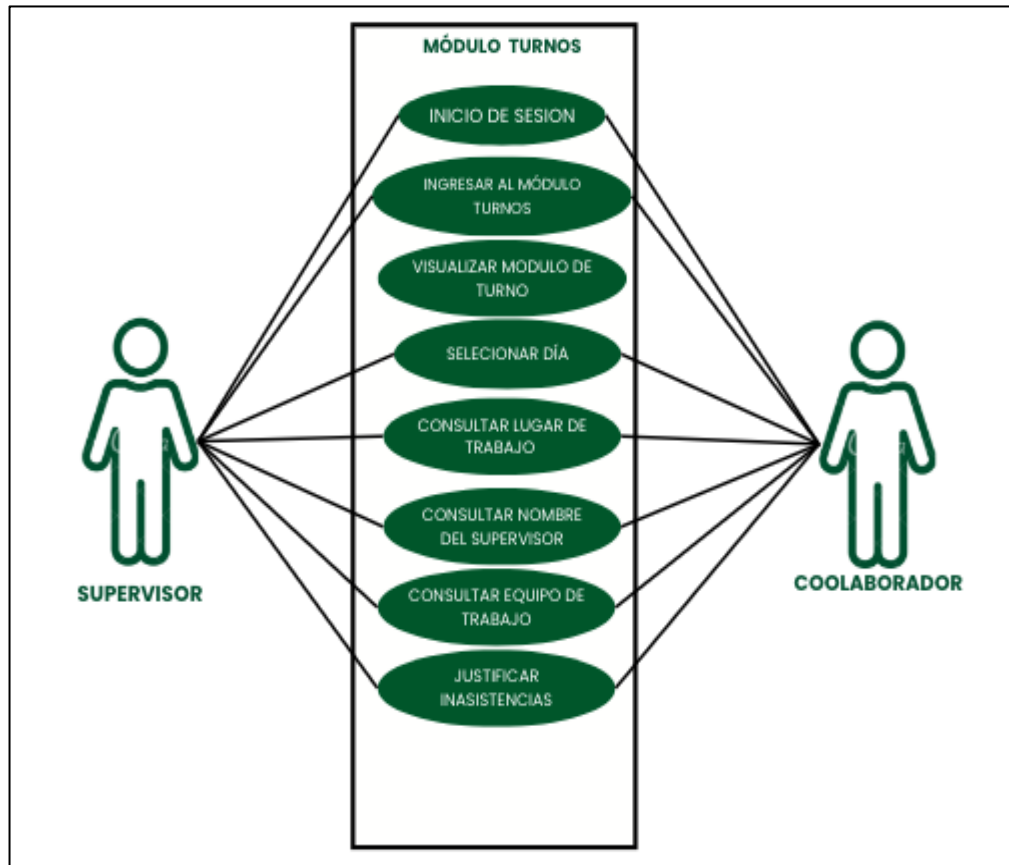 MÓDULO TURNOS
INICIO DE SESION
INGRESAR AL MÓDULO
TURNOS
VISUALIZAR MODULO DE
TURNO
SELECIONAR DÍA
CONSULTAR LUGAR DE
TRABAJO
CONSULTAR NOMBRE
DEL SUPERVISOR
CONSULTAR EQUIPO DE
TRABAJO
JUSTIFICAR
INASISTENCIAS
SUPERVISOR
COOLABORADOR